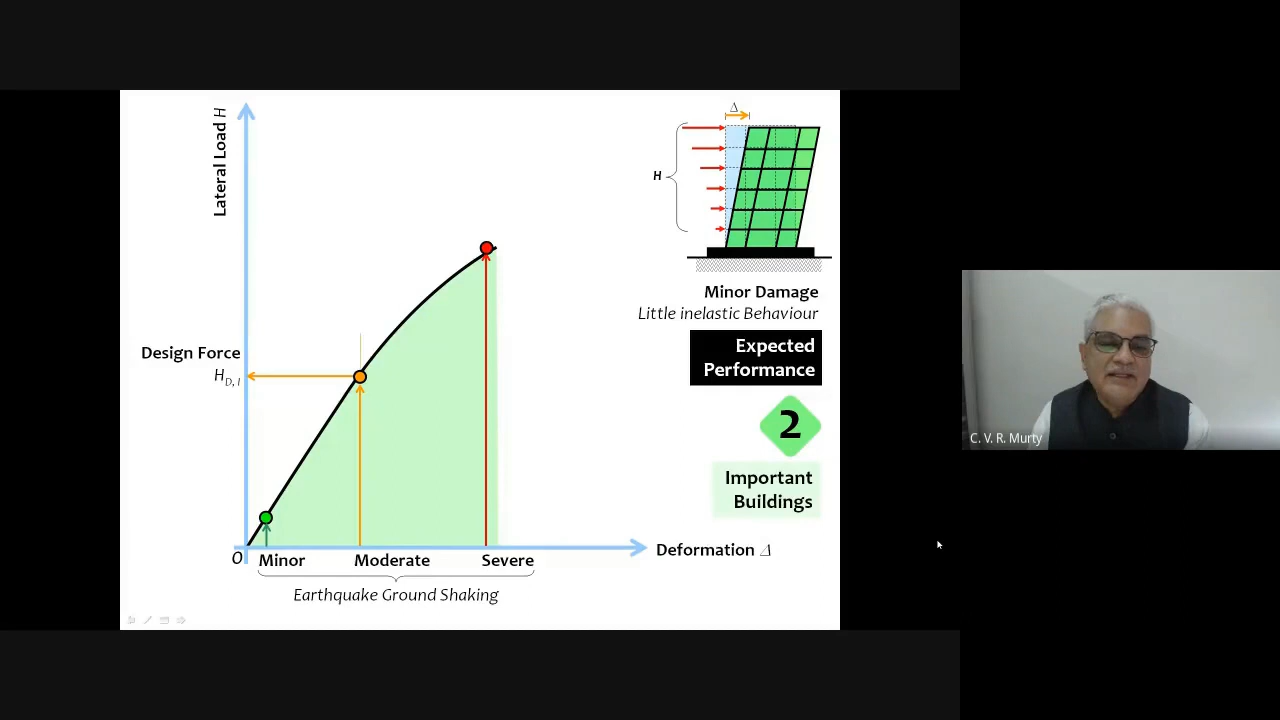 Lateral Load H
Δ
H
Minor Damage
Little inelastic Behaviour
Expected
Performance
2
Important
Buildings
Design Force
H_D, I
O
Minor
Moderate
Severe
Deformation Δ
Earthquake Ground Shaking
C. V. R. Murty